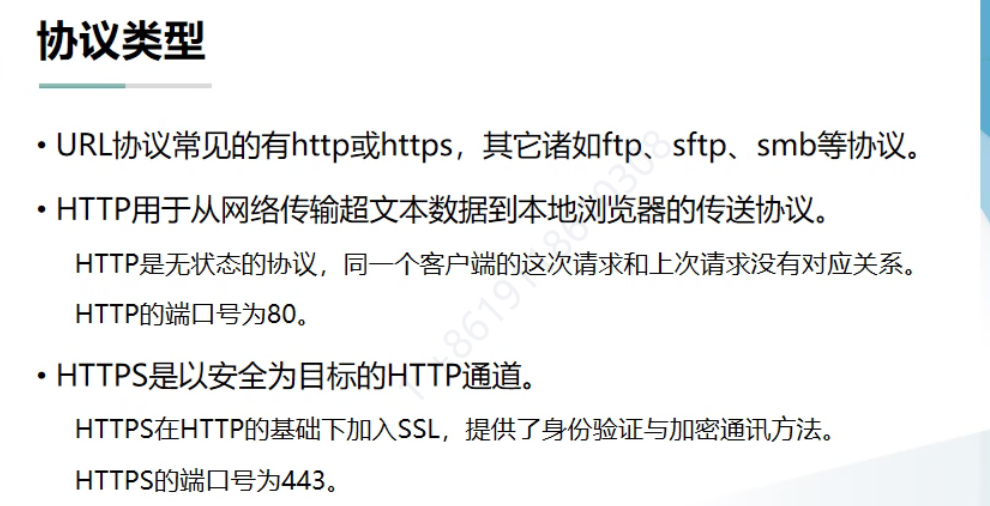 协议类型
• URL协议常见的有http或https，其它诸如ftp、sftp、smb等协议。
• HTTP用于从网络传输超文本数据到本地浏览器的传送协议。
HTTP是无状态的协议，同一个客户端的这次请求和上次请求没有对应关系。
HTTP的端口号为80。
• HTTPS是以安全为目标的HTTP通道。
HTTPS在HTTP的基础下加入SSL，提供了身份验证与加密通讯方法。
HTTPS的端口号为443。